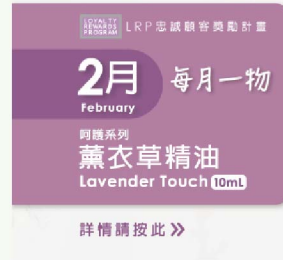 LOYALTY
REWARDS
PROGRAM
LRP忠誠顧客獎勵計畫
2月
February
每月一物
呵護系列
薰衣草精油
Lavender Touch 10mL
詳情請按此》